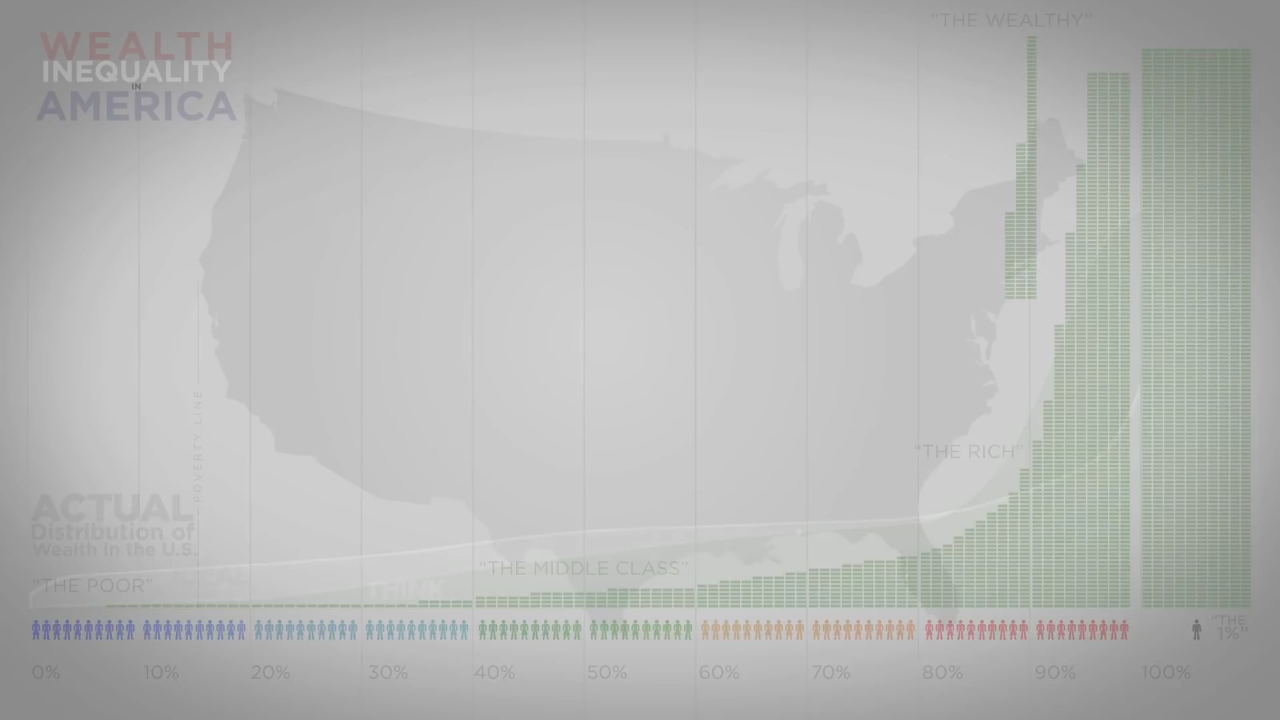 WEALTH
INEQUALITY
IN
AMERICA
"THE WEALTHY"
POVERTY LINE
"THE RICH"
ACTUAL
Distribution of
Wealth in the U.S.
"THE POOR"
THINK
"THE MIDDLE CLASS"
"THE
1%"
0%
10%
20%
30%
40%
50%
60%
70%
80%
90%
100%